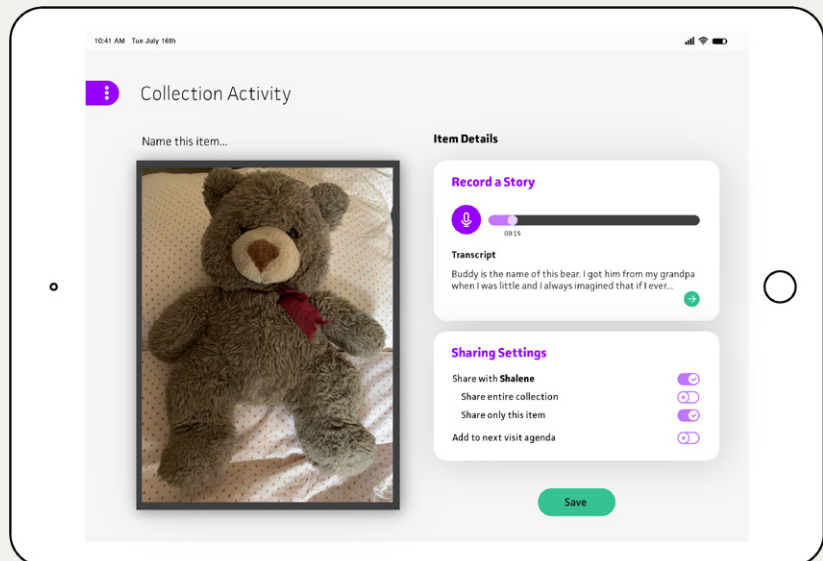 10:41 AM Tue July 16th
Collection Activity
Name this item...
Item Details
Record a Story
00:15
Transcript
Buddy is the name of this bear. I got him from my grandpa
when I was little and I always imagined that if I ever...
Sharing Settings
Share with Shalene
Share entire collection
Share only this item
Add to next visit agenda
Save